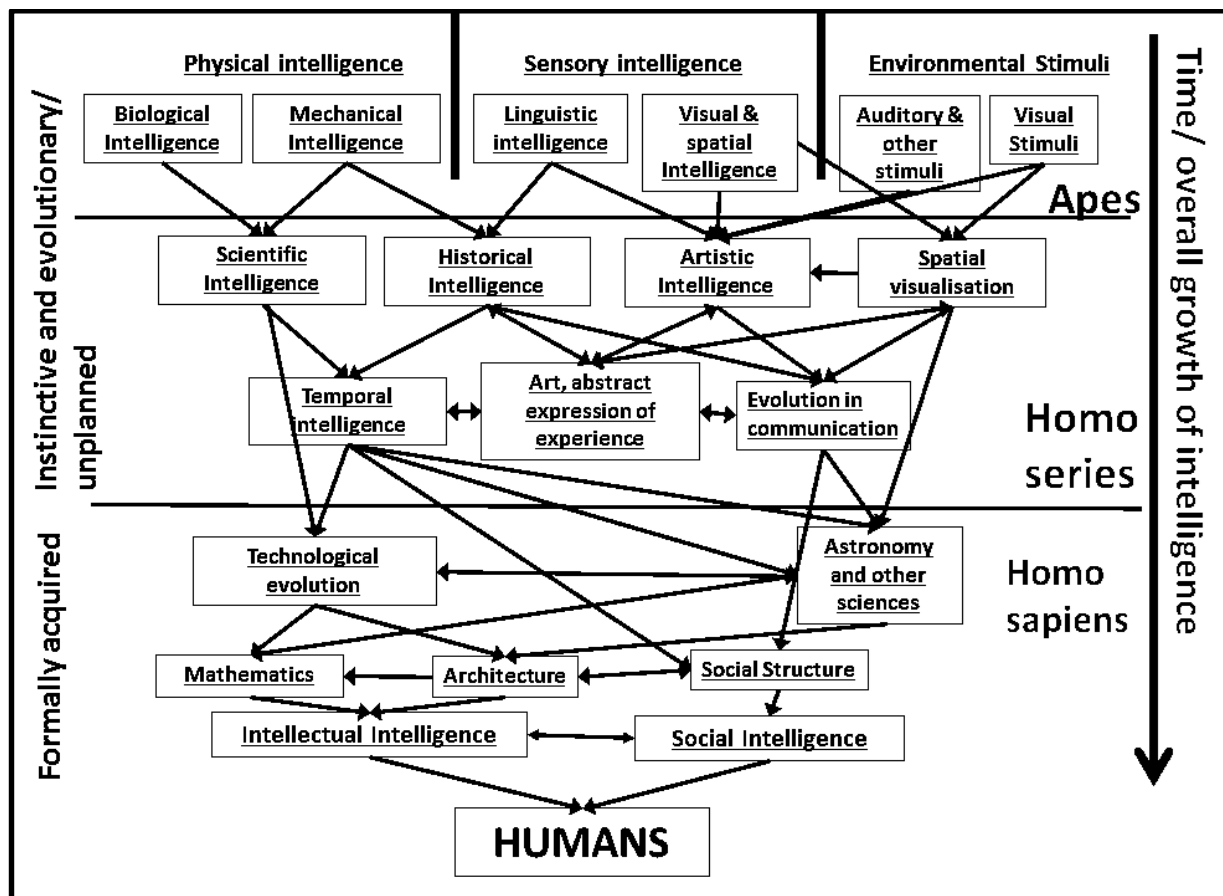 Physical intelligence
Sensory intelligence
Environmental Stimuli
Biological
Intelligence
Mechanical
Intelligence
Linguistic
intelligence
Visual &
spatial
Intelligence
Auditory &
other
stimuli
Visual
Stimuli
Apes
Scientific
Intelligence
Historical
Intelligence
Artistic
Intelligence
Spatial
visualisation
Temporal
intelligence
Art, abstract
expression of
experience
Evolution in
communication
Homo
series
Technological
evolution
Astronomy
and other
sciences
Homo
sapiens
Mathematics
Architecture
Social Structure
Intellectual Intelligence
Social Intelligence
HUMANS
Instinctive and evolutionary/
unplanned
Formally acquired
Time/ overall growth of intelligence